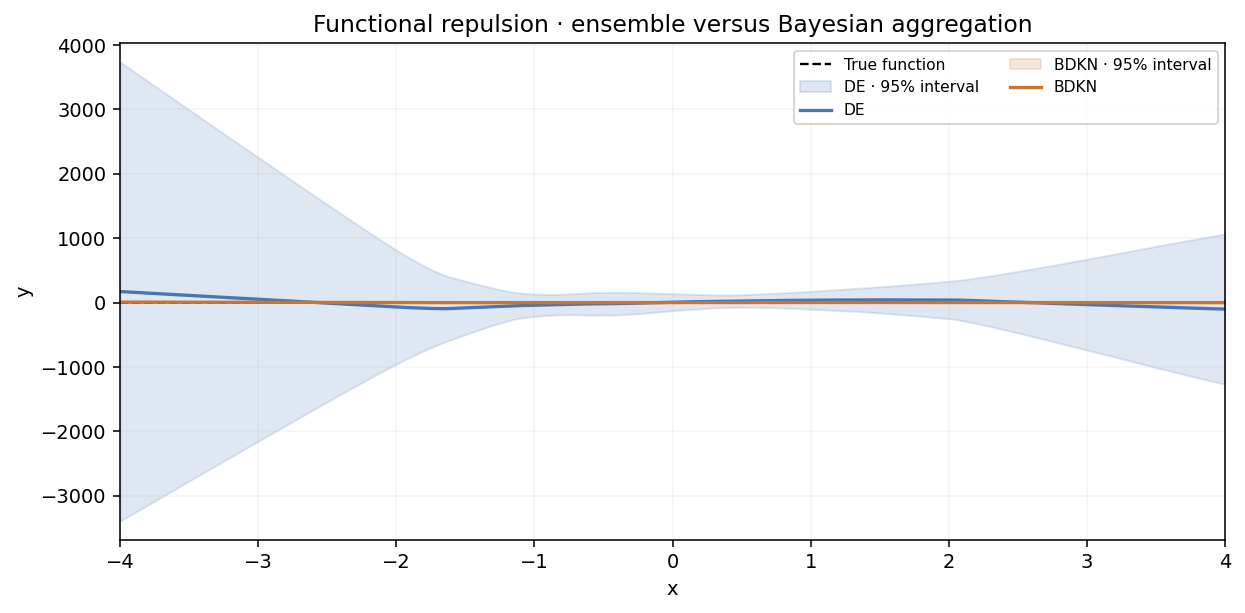 Functional repulsion · ensemble versus Bayesian aggregation
True function
DE · 95% interval
DE
BDKN · 95% interval
BDKN
y
4000
3000
2000
1000
0
−1000
−2000
−3000
−4
−3
−2
−1
0
1
2
3
4
x